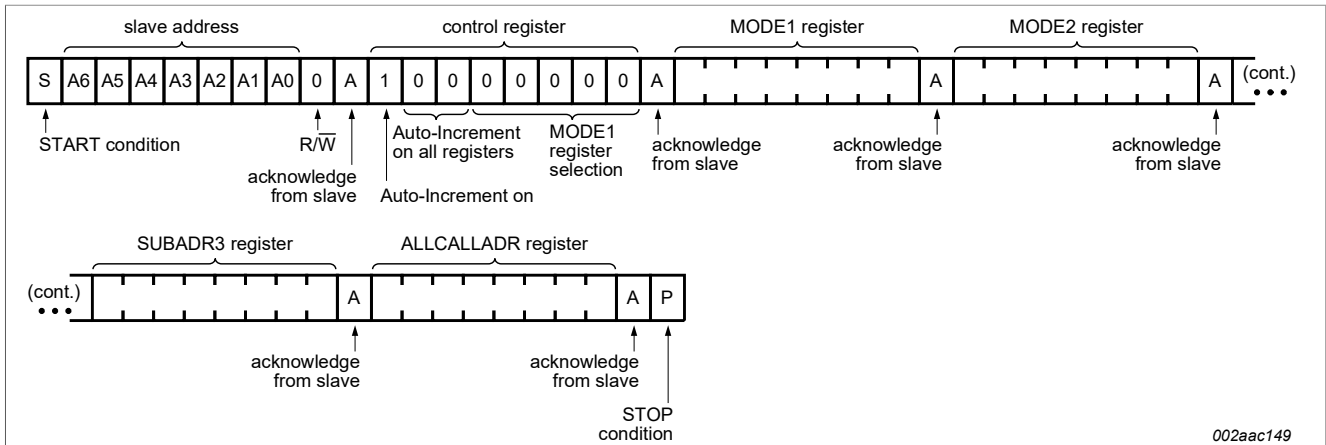 slave address control register MODE1 register MODE2 register
S A6 A5 A4 A3 A2 A1 A0 0 A 1 0 0 0 0 0 0 0 A A A (cont.)
START condition R/W̅ Auto-Increment on all registers MODE1 register selection acknowledge from slave acknowledge from slave acknowledge from slave
acknowledge from slave Auto-Increment on
SUBADR3 register ALLCALLADR register
(cont.) A A P
acknowledge from slave acknowledge from slave
STOP condition
002aac149